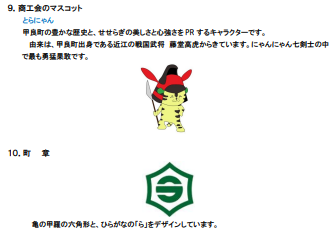 9．商工会のマスコット
とらにゃん
甲良町の豊かな歴史と、せせらぎの美しさと心強さをPRするキャラクターです。
由来は、甲良町出身である近江の戦国武将 藤堂高虎からきています。にゃんにゃん七剣士の中
で最も勇猛果敢です。
10．町 章
亀の甲羅の六角形と、ひらがなの「ら」をデザインしています。